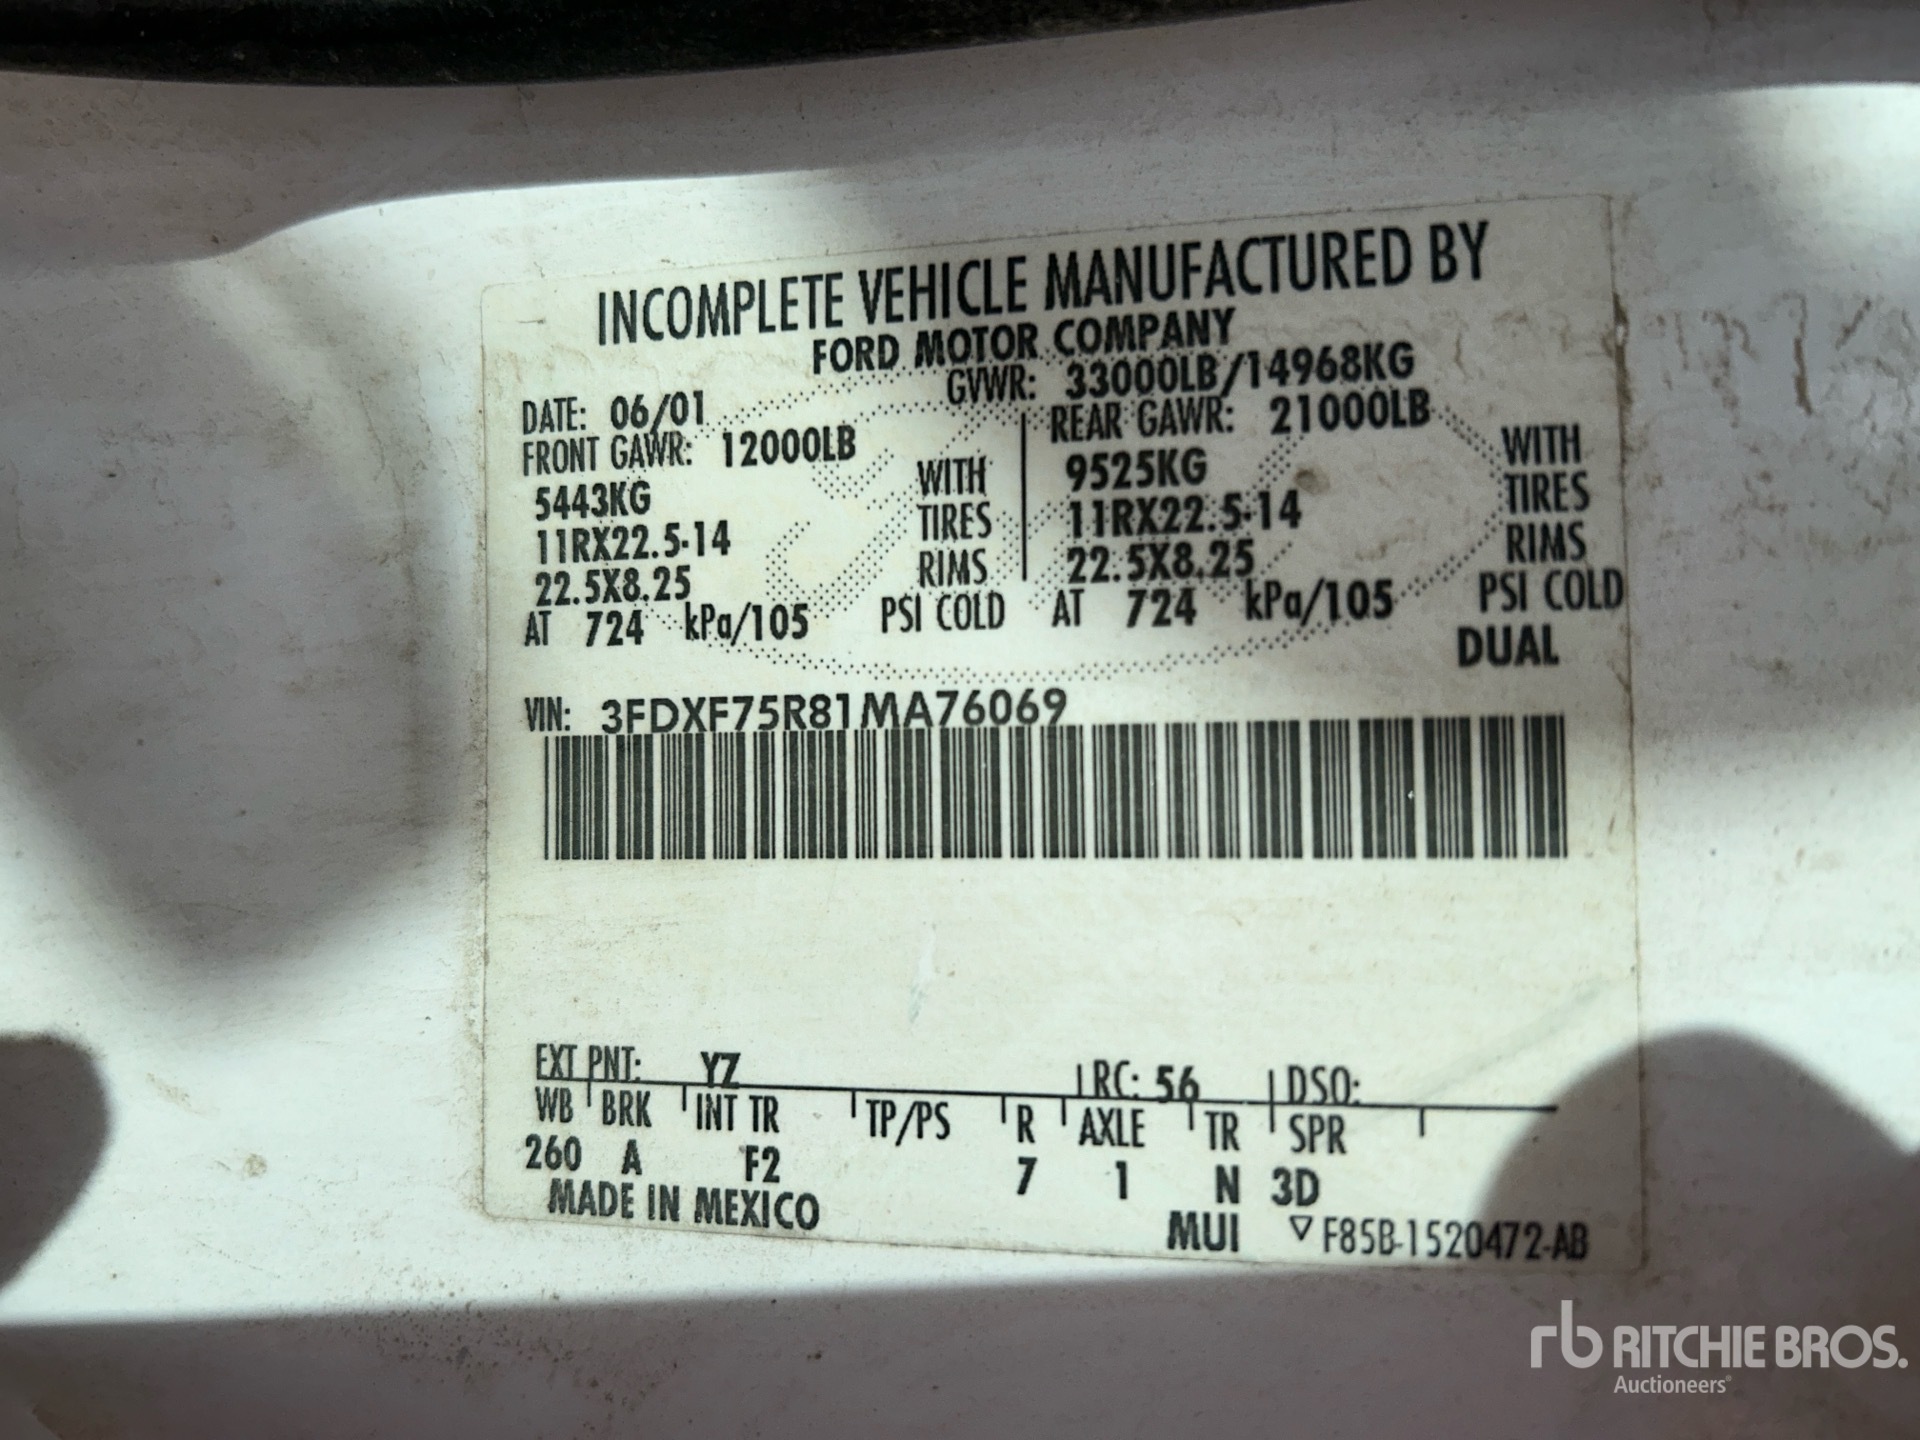 INCOMPLETE VEHICLE MANUFACTURED BY
FORD MOTOR COMPANY
DATE: 06/01 GVWR: 33000LB/14968KG
FRONT GAWR: 12000LB REAR GAWR: 21000LB
5443KG WITH 9525KG WITH
11RX22.5-14 TIRES 11RX22.5-14 TIRES
22.5X8.25 RIMS 22.5X8.25 RIMS
AT 724 kPa/105 PSI COLD AT 724 kPa/105 PSI COLD
DUAL
VIN: 3FDXF75R81MA76069
EXT PNT: YZ RC: 56 DSO:
WB BRK INT TR TP/PS R AXLE TR SPR
260 A F2 7 1 N 3D
MADE IN MEXICO
MUI ▽ F85B-1520472-AB
rb RITCHIE BROS.
Auctioneers